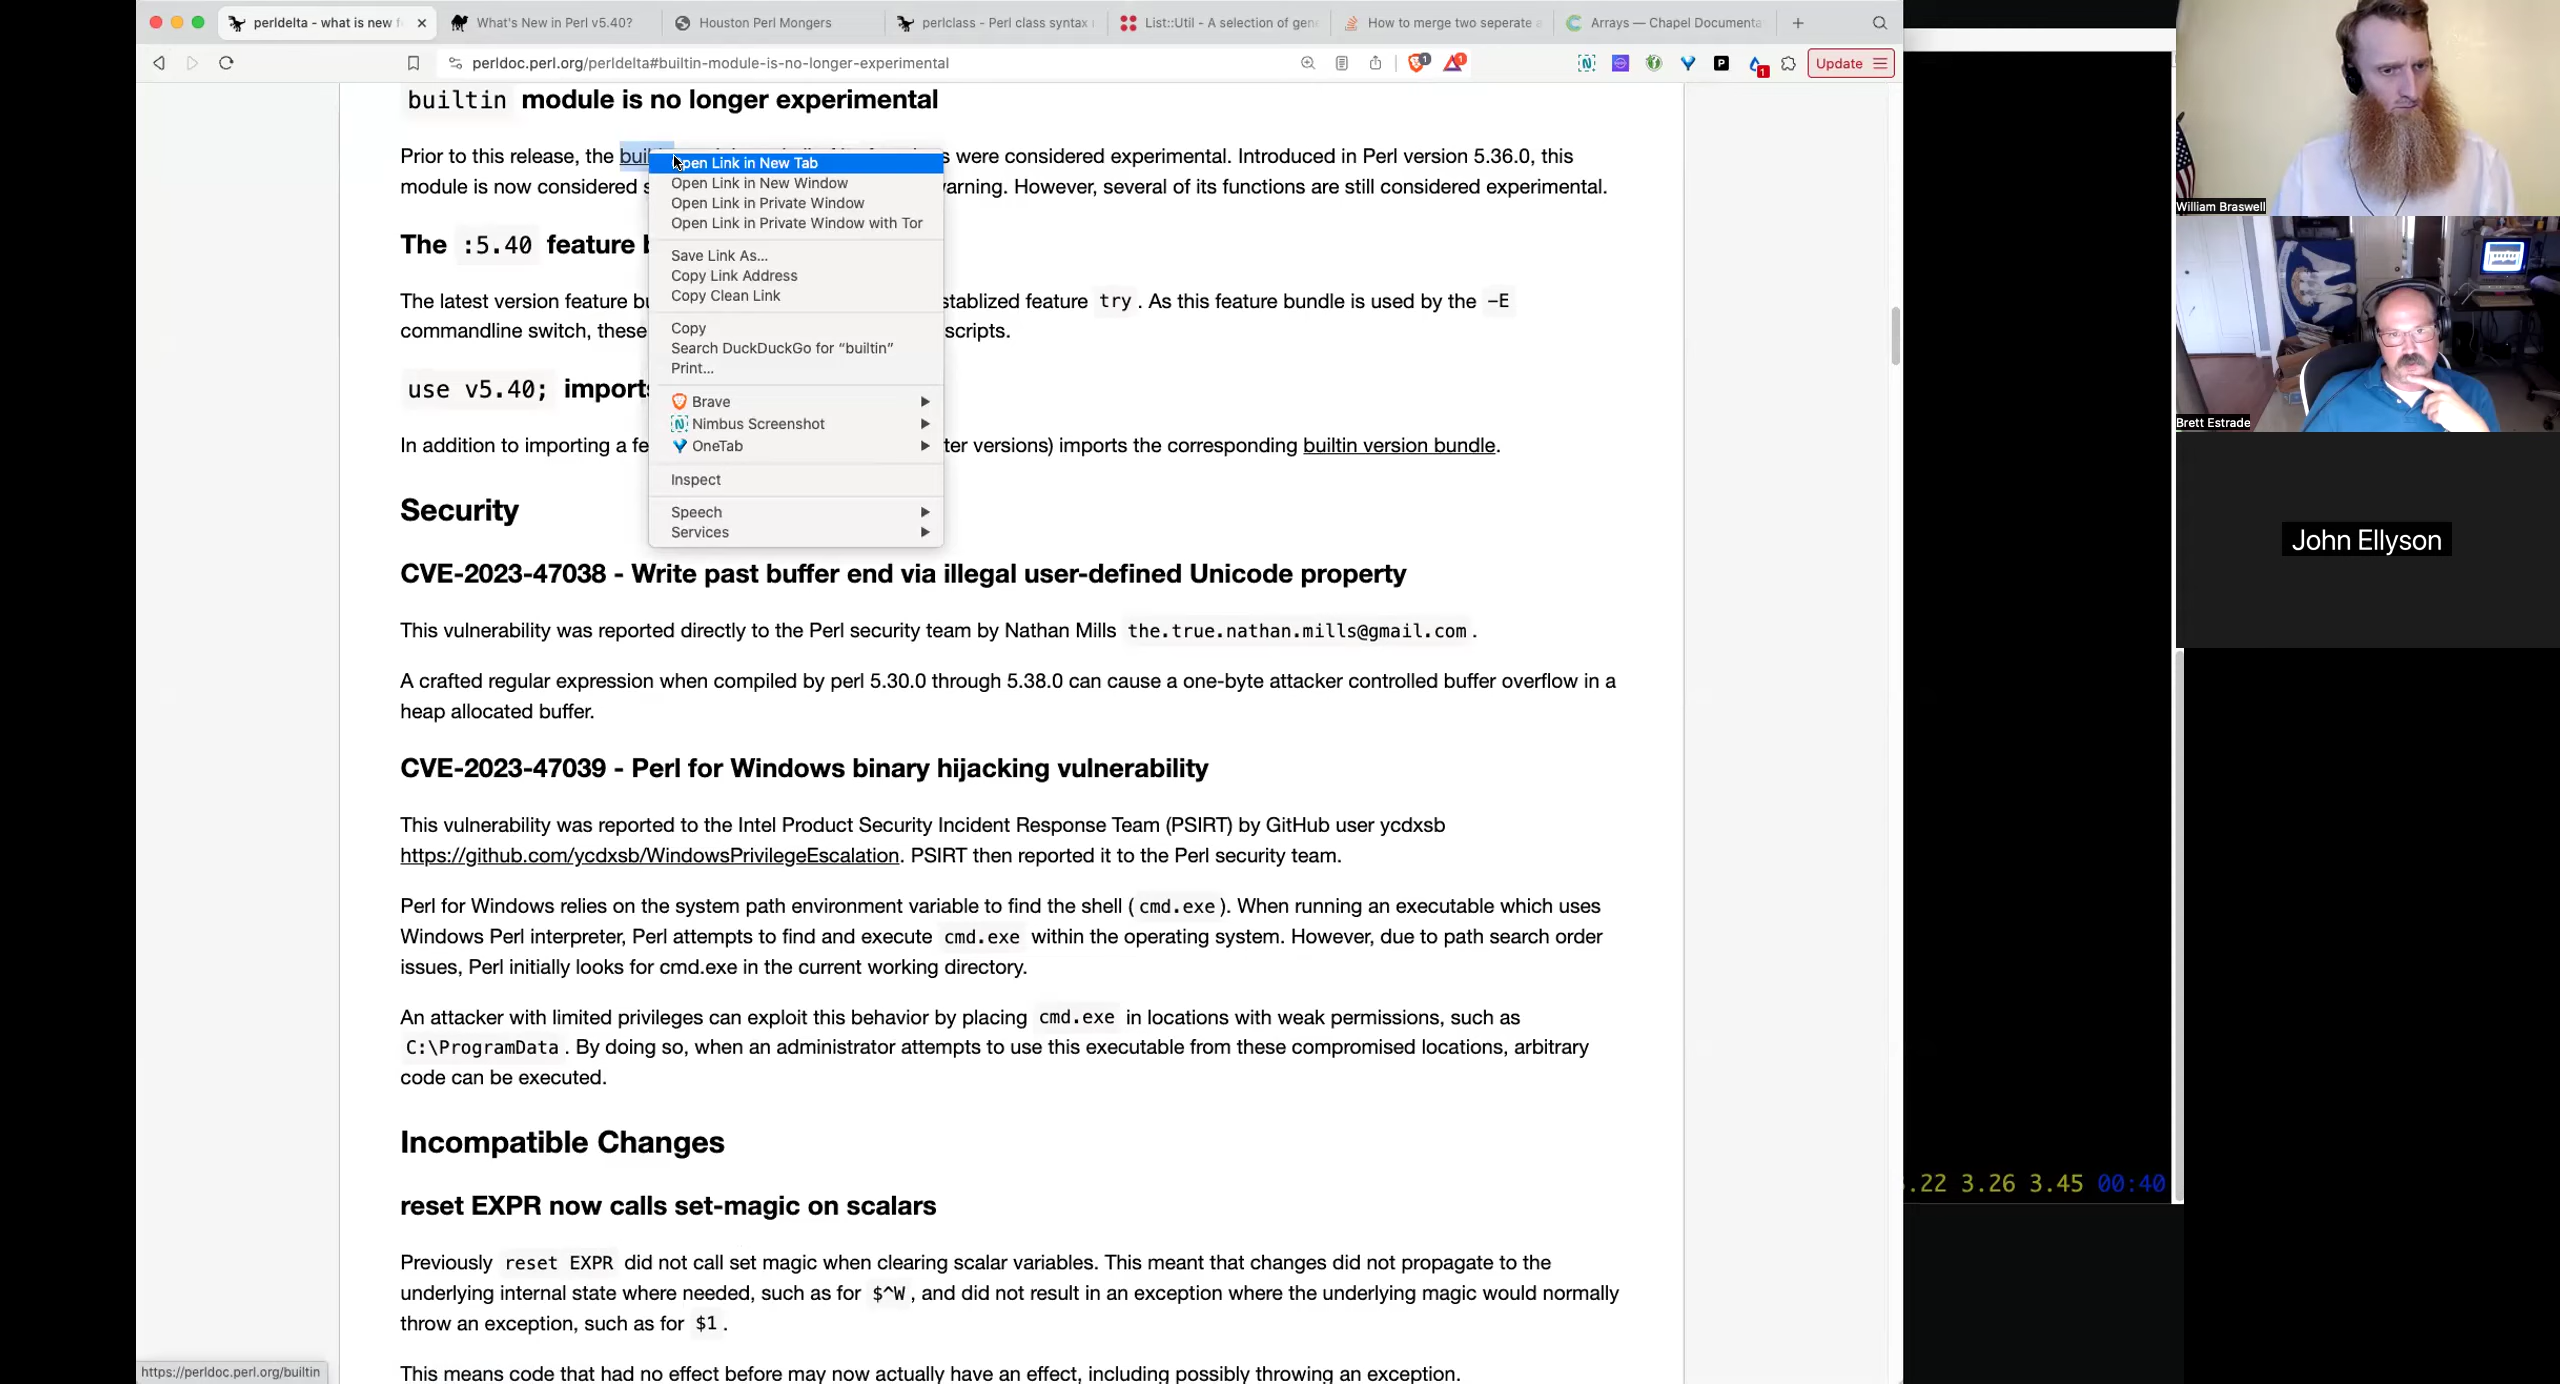 perldelta - what is new f
What's New in Perl v5.40?
Houston Perl Mongers
perlclass - Perl class syntax
List::Util - A selection of gene
How to merge two seperate a
Arrays — Chapel Documenta
perldoc.perl.org/perldelta#builtin-module-is-no-longer-experimental
Update
builtin module is no longer experimental
Prior to this release, the were considered experimental. Introduced in Perl version 5.36.0, this
module is now considered arning. However, several of its functions are still considered experimental.
The :5.40 feature
The latest version feature stablized feature try. As this feature bundle is used by the -E
commandline switch, these scripts.
use v5.40; imports
In addition to importing a ter versions) imports the corresponding builtin version bundle.
Open Link in New Tab
Open Link in New Window
Open Link in Private Window
Open Link in Private Window with Tor
Save Link As...
Copy Link Address
Copy Clean Link
Copy
Search DuckDuckGo for “builtin”
Print...
Brave
Nimbus Screenshot
OneTab
Inspect
Speech
Services
Security
CVE-2023-47038 - Write past buffer end via illegal user-defined Unicode property
This vulnerability was reported directly to the Perl security team by Nathan Mills the.true.nathan.mills@gmail.com.
A crafted regular expression when compiled by perl 5.30.0 through 5.38.0 can cause a one-byte attacker controlled buffer overflow in a
heap allocated buffer.
CVE-2023-47039 - Perl for Windows binary hijacking vulnerability
This vulnerability was reported to the Intel Product Security Incident Response Team (PSIRT) by GitHub user ycdxsb
https://github.com/ycdxsb/WindowsPrivilegeEscalation. PSIRT then reported it to the Perl security team.
Perl for Windows relies on the system path environment variable to find the shell (cmd.exe). When running an executable which uses
Windows Perl interpreter, Perl attempts to find and execute cmd.exe within the operating system. However, due to path search order
issues, Perl initially looks for cmd.exe in the current working directory.
An attacker with limited privileges can exploit this behavior by placing cmd.exe in locations with weak permissions, such as
C:\ProgramData. By doing so, when an administrator attempts to use this executable from these compromised locations, arbitrary
code can be executed.
Incompatible Changes
reset EXPR now calls set-magic on scalars
Previously reset EXPR did not call set magic when clearing scalar variables. This meant that changes did not propagate to the
underlying internal state where needed, such as for $^W, and did not result in an exception where the underlying magic would normally
throw an exception, such as for $1.
This means code that had no effect before may now actually have an effect, including possibly throwing an exception.
https://perldoc.perl.org/builtin
William Braswell
Brett Estrade
John Ellyson
.22 3.26 3.45 00:40